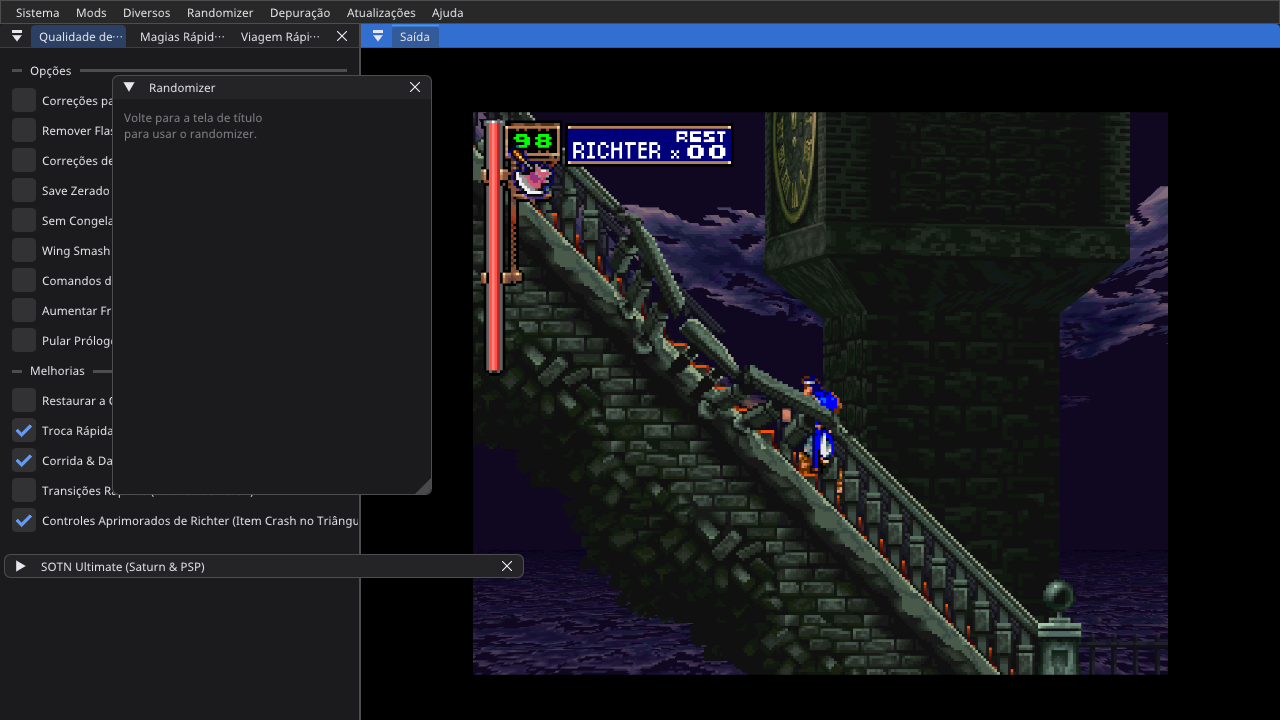 Sistema Mods Diversos Randomizer Depuração Atualizações Ajuda
Qualidade de··· Magias Rápid··· Viagem Rápi··· Saída
Opções
Randomizer
Volte para a tela de título
para usar o randomizer.
Correções pa
Remover Flas
Correções de
Save Zerado
Sem Congela
Wing Smash
Comandos d
Aumentar Fr
Pular Prólogo
Melhorias
Restaurar a
Troca Rápida
Corrida & Da
Transições
Controles Aprimorados de Richter (Item Crash no Triângu
SOTN Ultimate (Saturn & PSP)
98
REST
RICHTER x 00